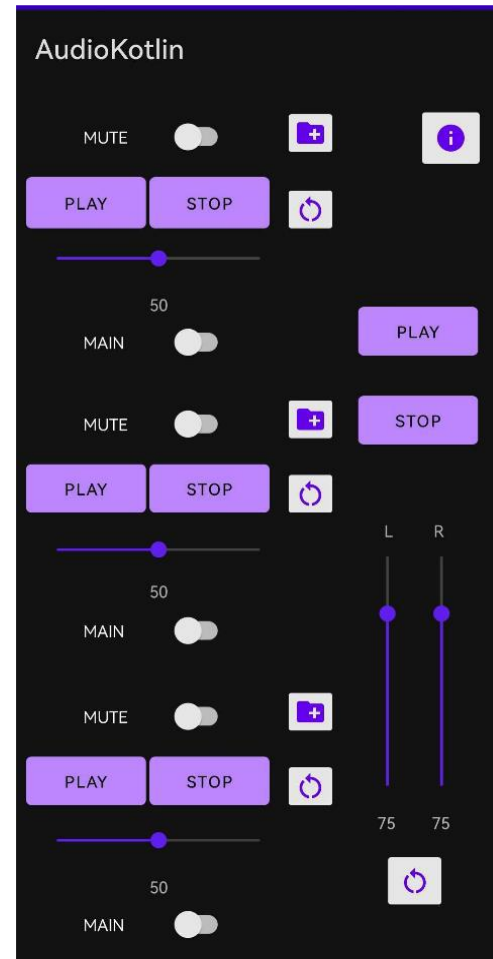 AudioKotlin
MUTE
PLAY STOP
50
MAIN
PLAY
MUTE
STOP
PLAY STOP
L R
50
MAIN
MUTE
PLAY STOP
75 75
50
MAIN